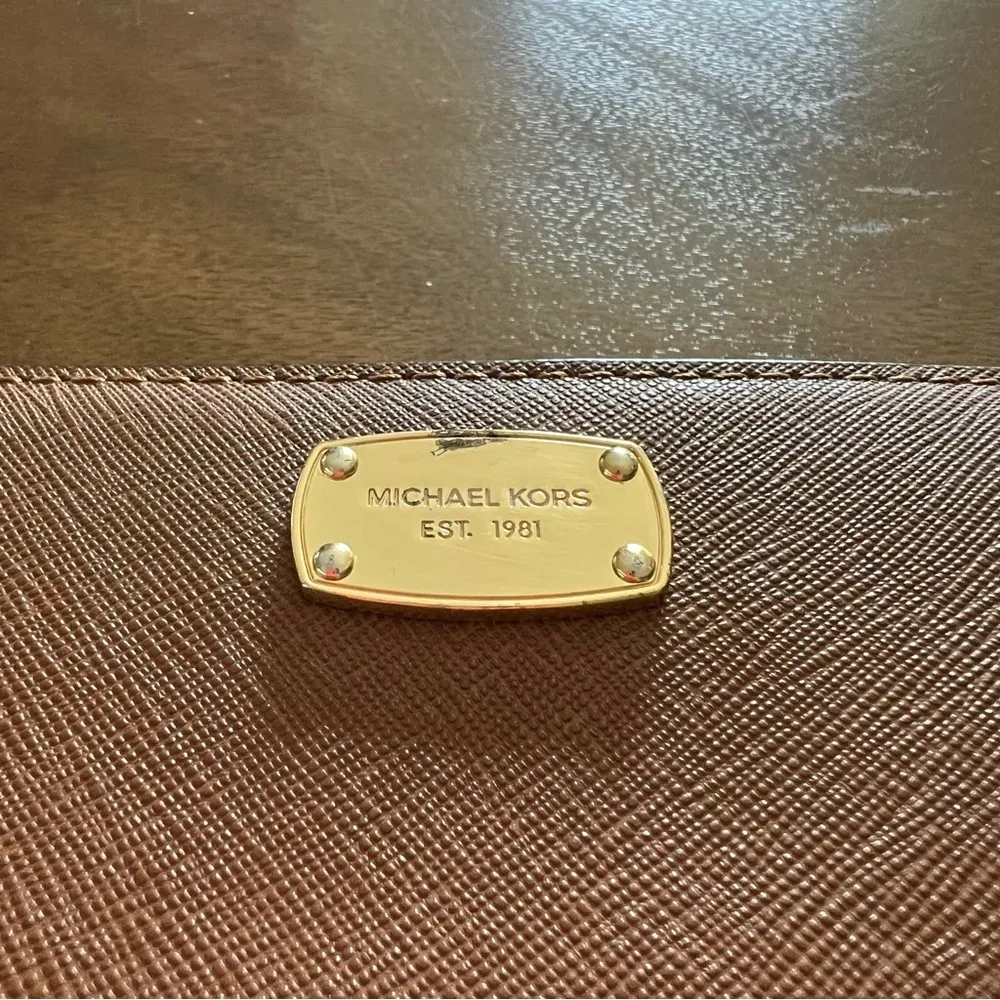 MICHAEL KORS
EST. 1981